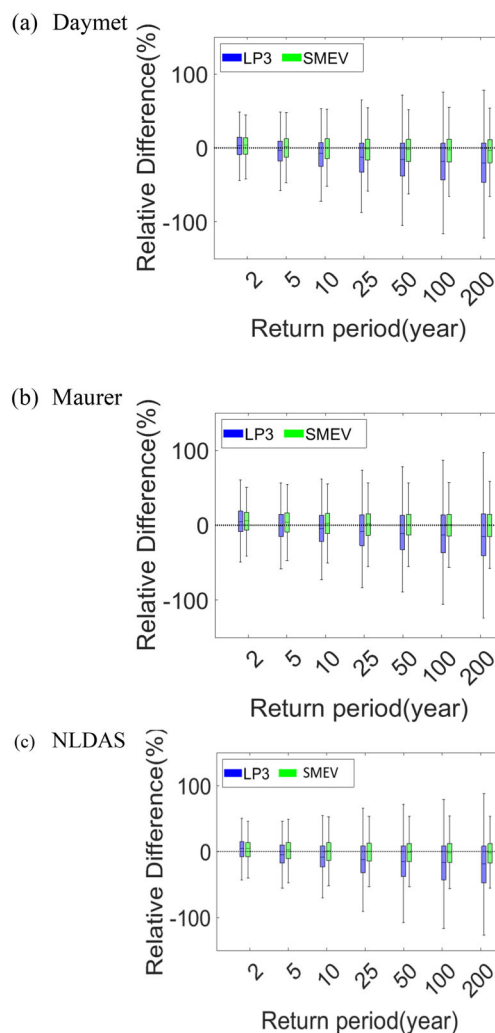 (a) Daymet
Relative Difference(%)
100
0
-100
LP3 SMEV
2 5 10 25 50 100 200
Return period(year)
(b) Maurer
Relative Difference(%)
100
0
-100
LP3 SMEV
2 5 10 25 50 100 200
Return period(year)
(c) NLDAS
Relative Difference(%)
100
0
-100
LP3 SMEV
2 5 10 25 50 100 200
Return period(year)